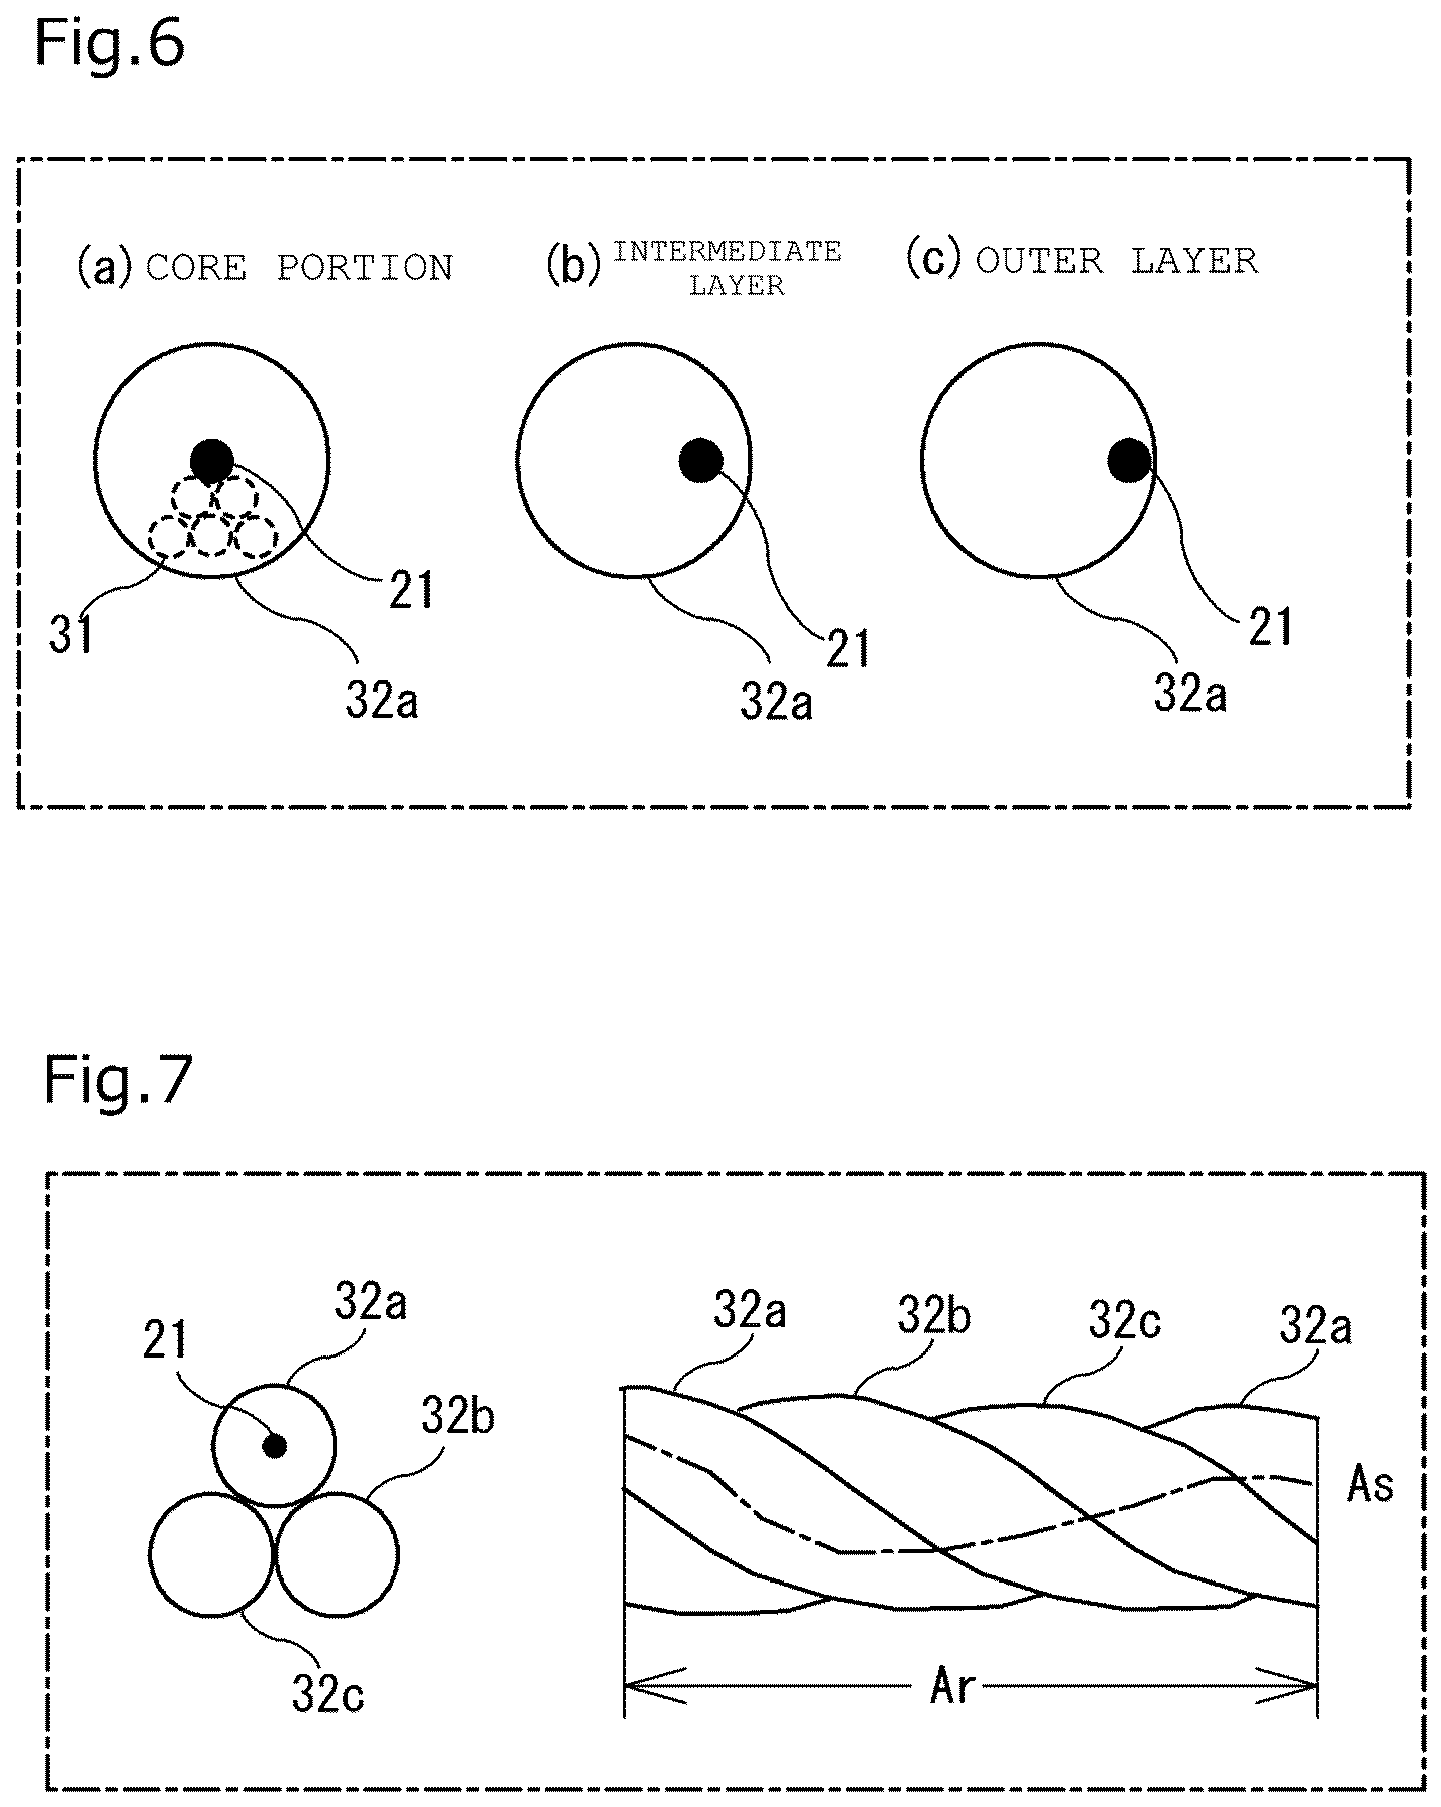 Fig.6
(a) CORE PORTION
(b) INTERMEDIATE
LAYER
(c) OUTER LAYER
21
31
32a
21
32a
21
32a
Fig.7
32a
21
32b
32c
32a
32b
32c
32a
As
Ar